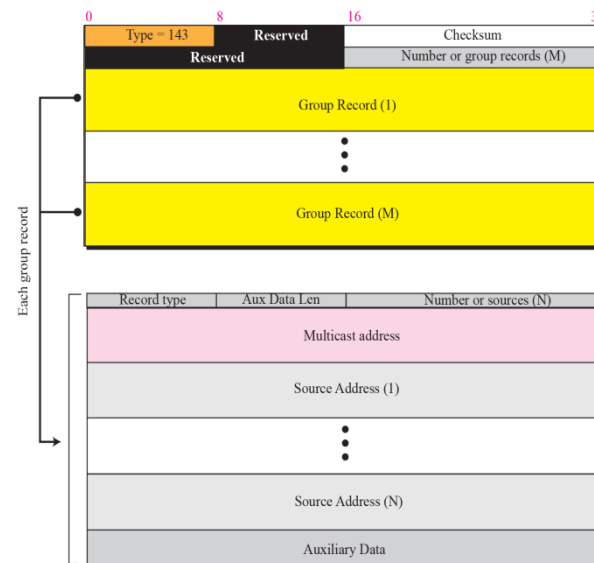 0 8 16 3
Type = 143 Reserved Checksum
Reserved Number or group records (M)
Group Record (1)
Group Record (M)
Each group record
Record type Aux Data Len Number or sources (N)
Multicast address
Source Address (1)
Source Address (N)
Auxiliary Data